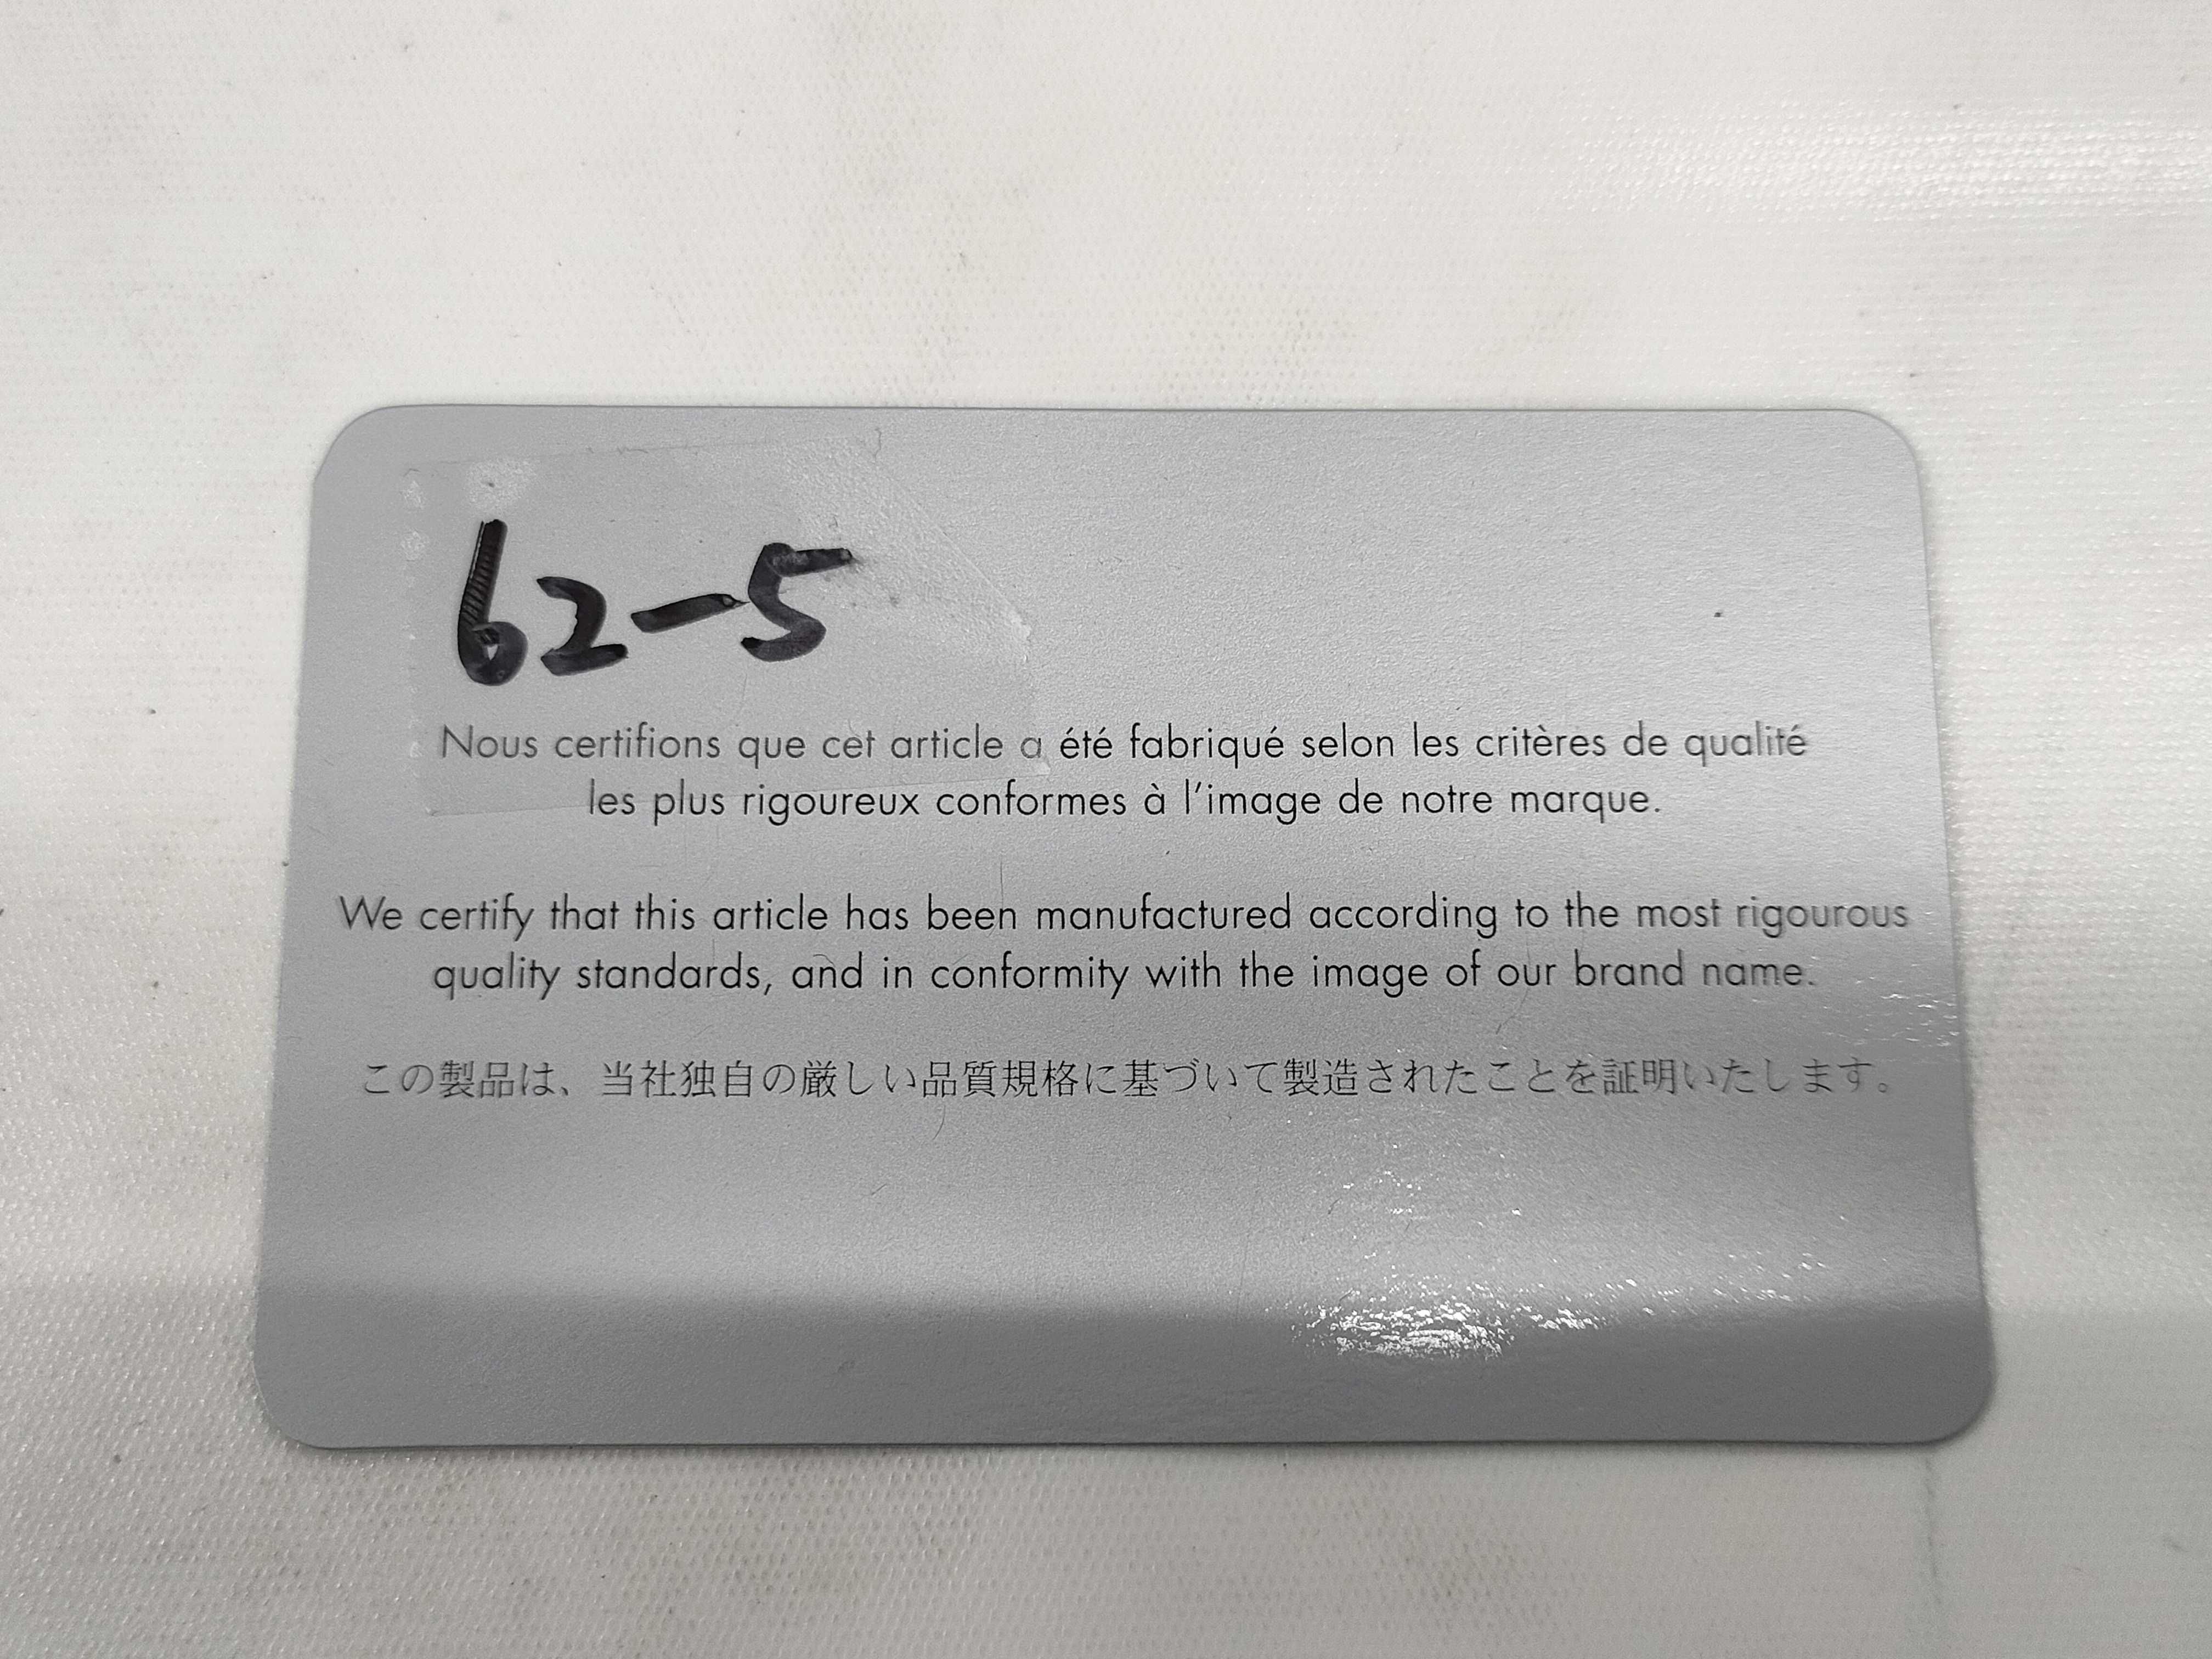 62-5
Nous certifions que cet article a été fabriqué selon les critères de qualité
les plus rigoureux conformes à l'image de notre marque.
We certify that this article has been manufactured according to the most rigourous
quality standards, and in conformity with the image of our brand name.
この製品は、当社独自の厳しい品質規格に基づいて製造されたことを証明いたします。